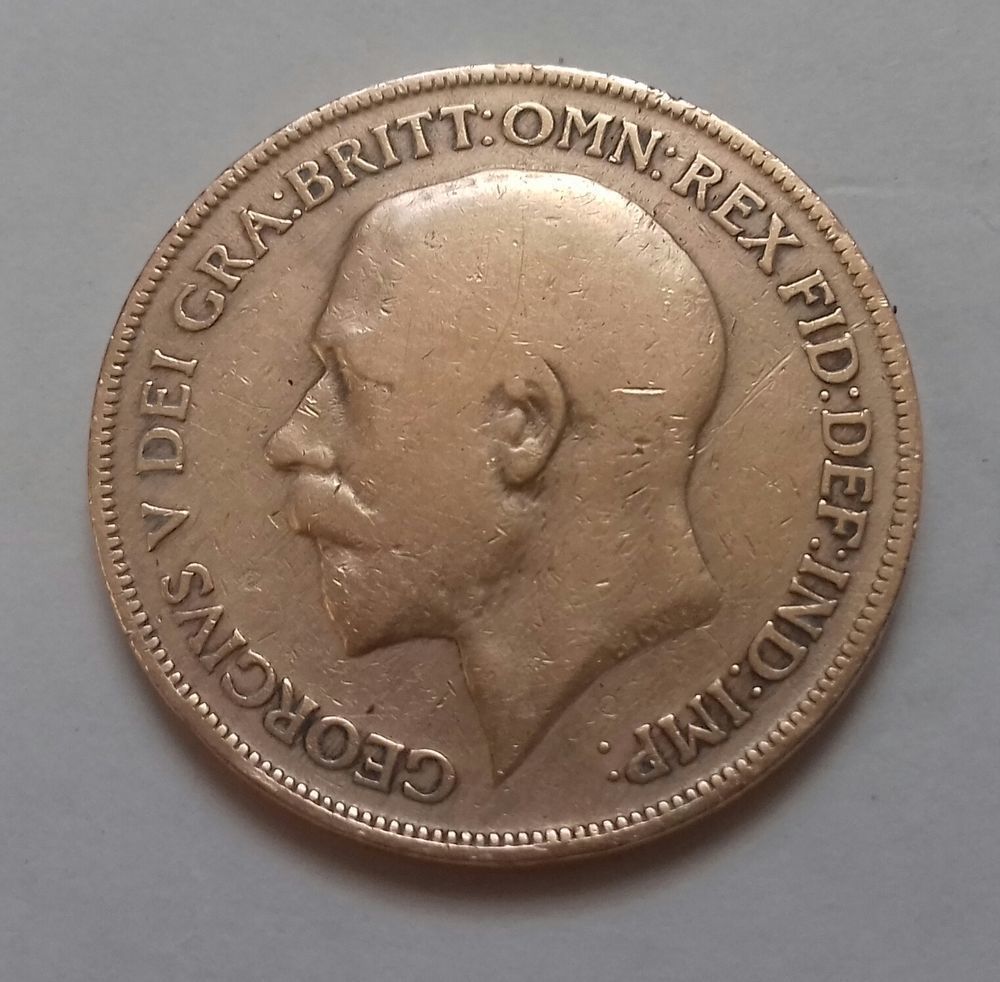 GEORGIVS V DEI GRA: BRITT: OMN: REX FID: DEF: IND: IMP: